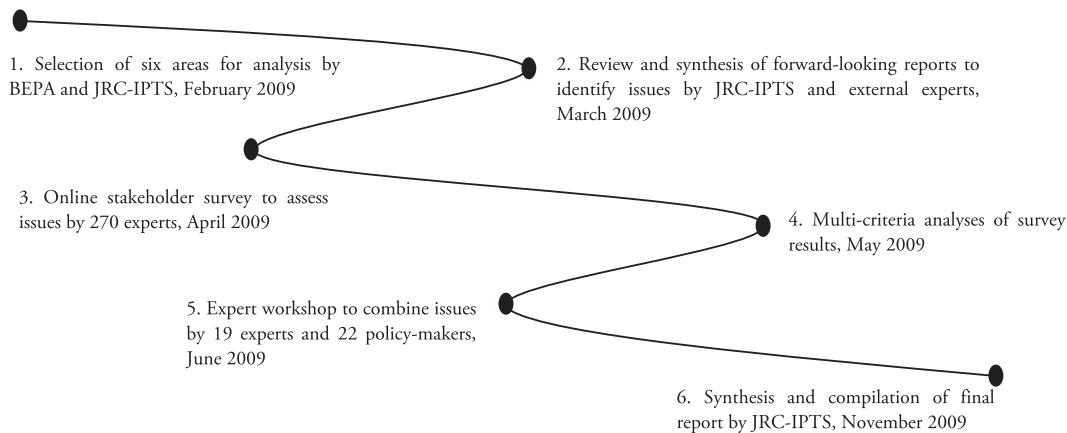 1. Selection of six areas for analysis by
BEPA and JRC-IPTS, February 2009
2. Review and synthesis of forward-looking reports to
identify issues by JRC-IPTS and external experts,
March 2009
3. Online stakeholder survey to assess
issues by 270 experts, April 2009
4. Multi-criteria analyses of survey
results, May 2009
5. Expert workshop to combine issues
by 19 experts and 22 policy-makers,
June 2009
6. Synthesis and compilation of final
report by JRC-IPTS, November 2009